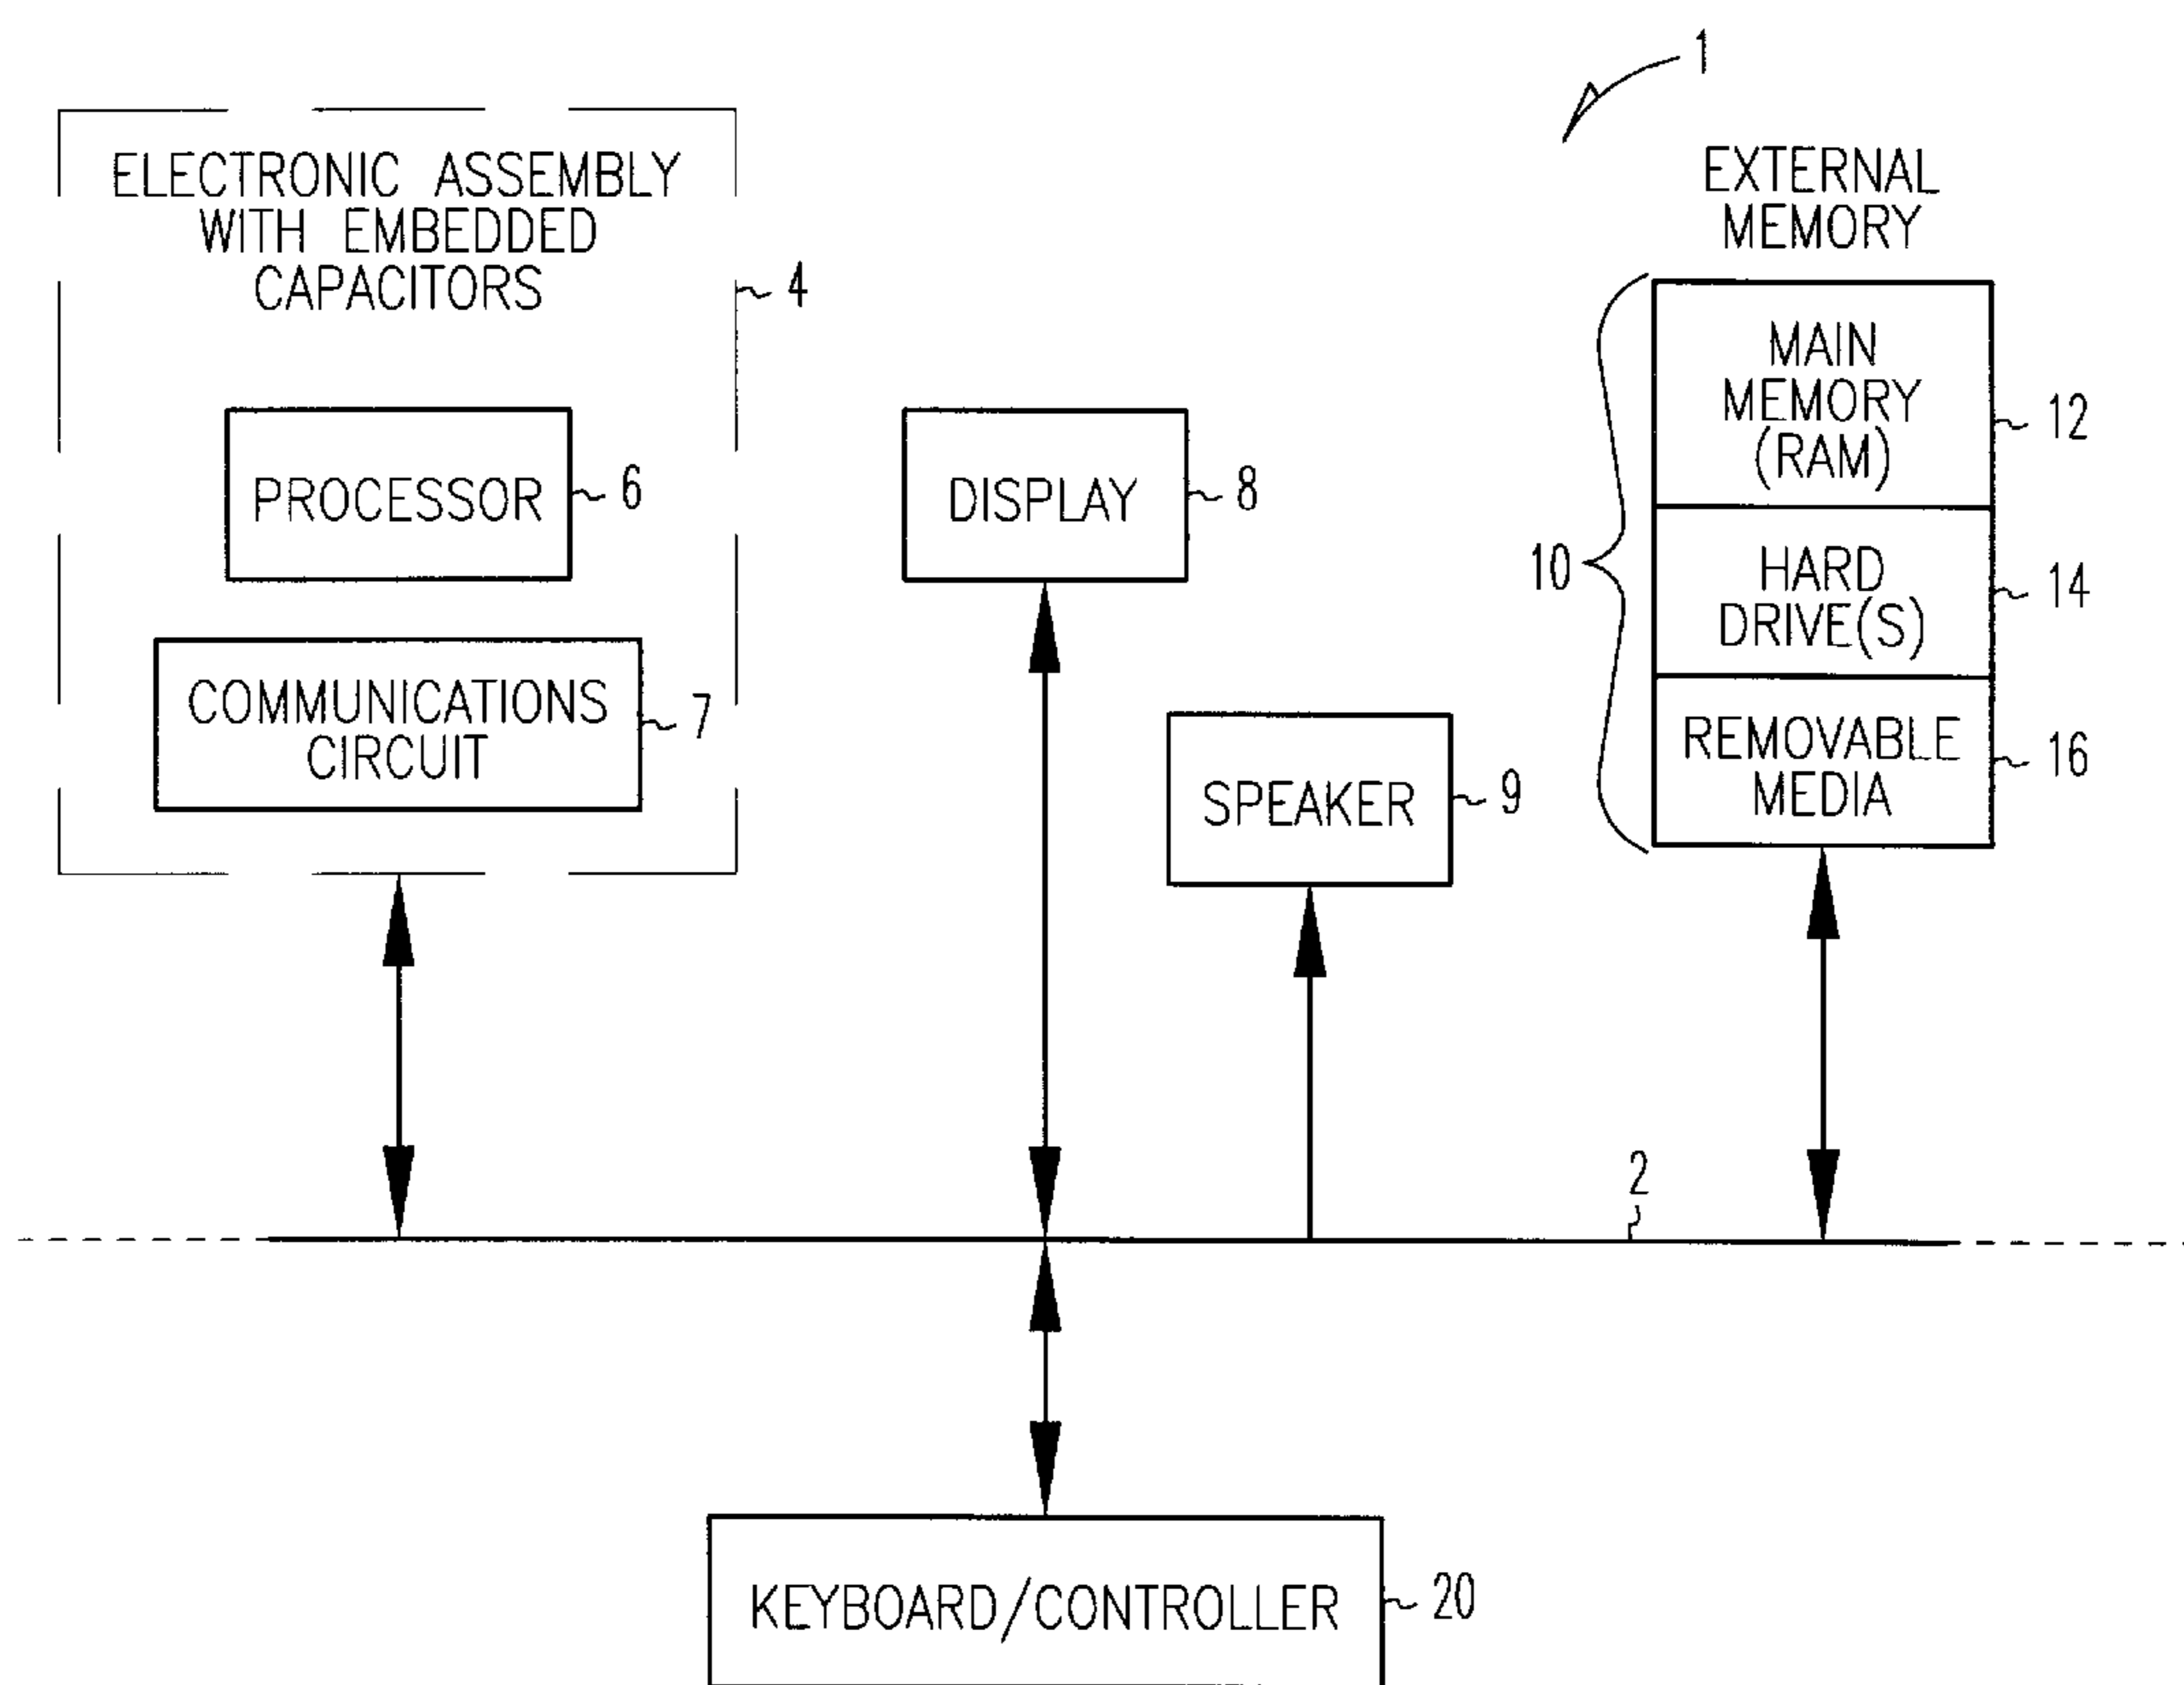 1
ELECTRONIC ASSEMBLY
WITH EMBEDDED
CAPACITORS
4
PROCESSOR
6
COMMUNICATIONS
CIRCUIT
7
DISPLAY
8
SPEAKER
9
EXTERNAL
MEMORY
10
MAIN
MEMORY
(RAM)
12
HARD
DRIVE(S)
14
REMOVABLE
MEDIA
16
2
KEYBOARD/CONTROLLER
20